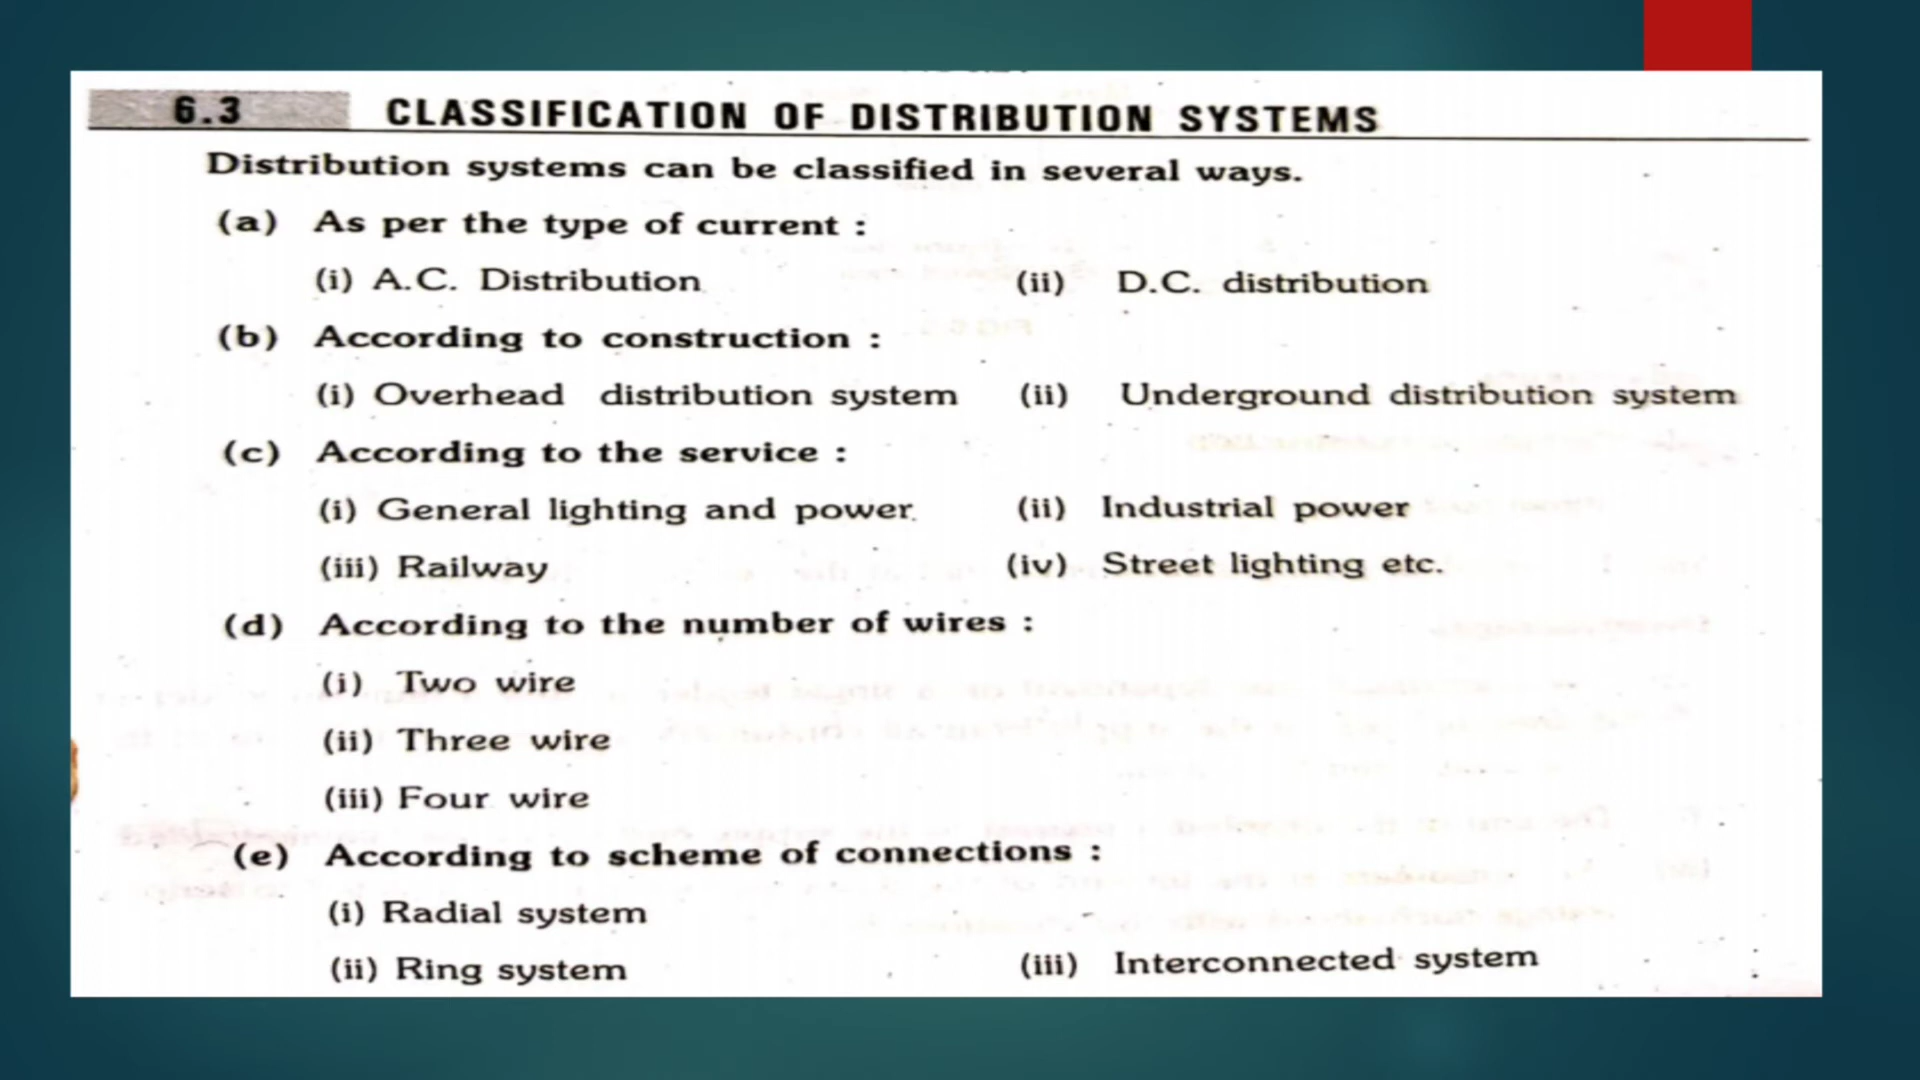 6.3 CLASSIFICATION OF DISTRIBUTION SYSTEMS
Distribution systems can be classified in several ways.
(a) As per the type of current :
(i) A.C. Distribution (ii) D.C. distribution
(b) According to construction :
(i) Overhead distribution system (ii) Underground distribution system
(c) According to the service :
(i) General lighting and power. (ii) Industrial power
(iii) Railway (iv) Street lighting etc.
(d) According to the number of wires :
(i) Two wire
(ii) Three wire
(iii) Four wire
(e) According to scheme of connections :
(i) Radial system
(ii) Ring system (iii) Interconnected system